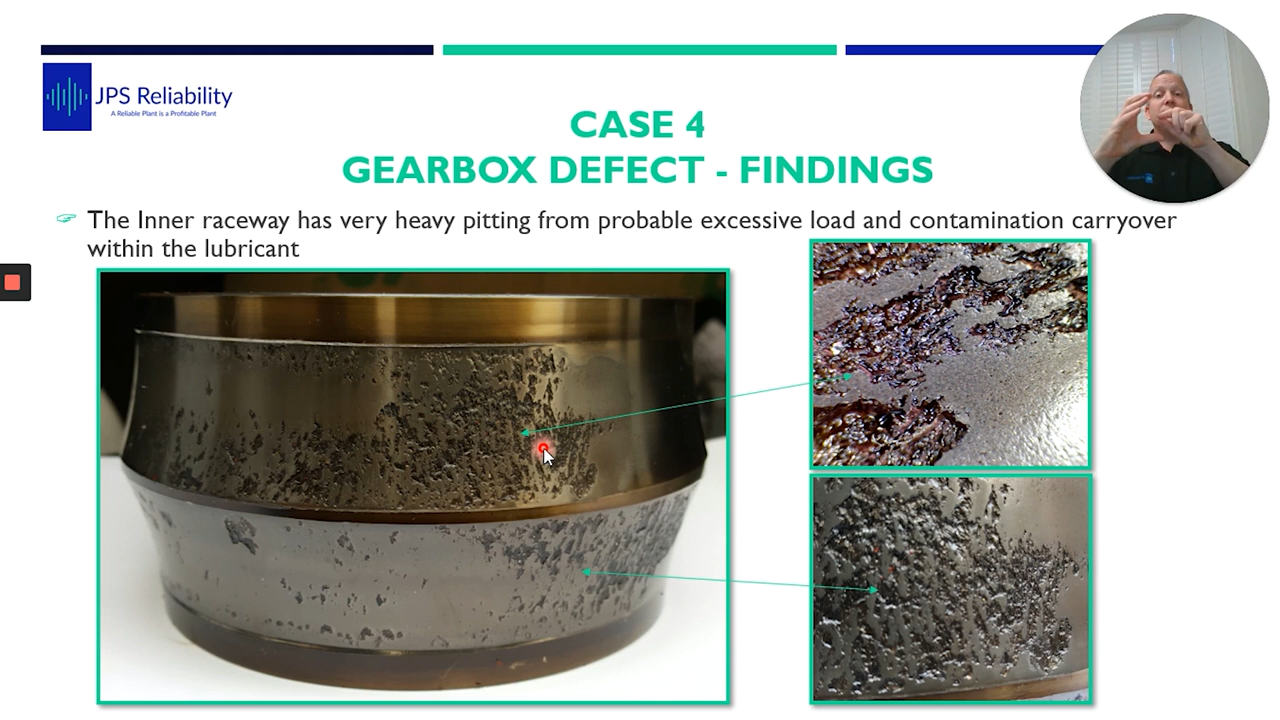 JPS Reliability
A Reliable Plant is a Profitable Plant
CASE 4
GEARBOX DEFECT - FINDINGS
The Inner raceway has very heavy pitting from probable excessive load and contamination carryover
within the lubricant